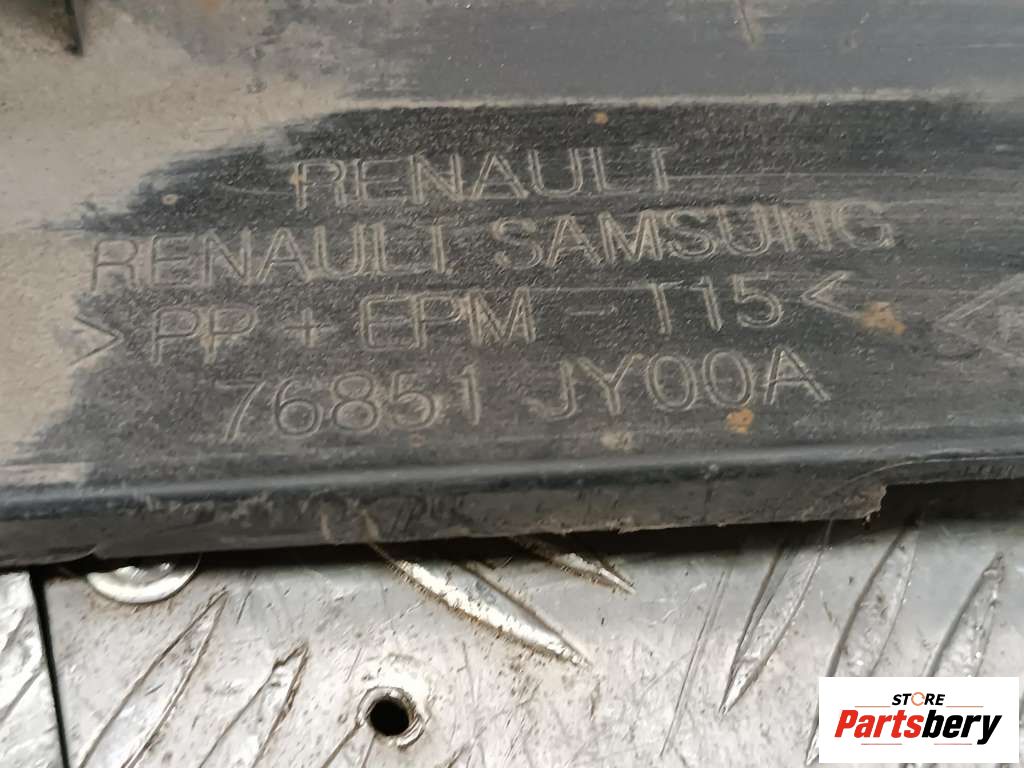 RENAULT
RENAULT SAMSUNG
>PP + EPM - T15<
76851 JY00A
STORE
Partsbery